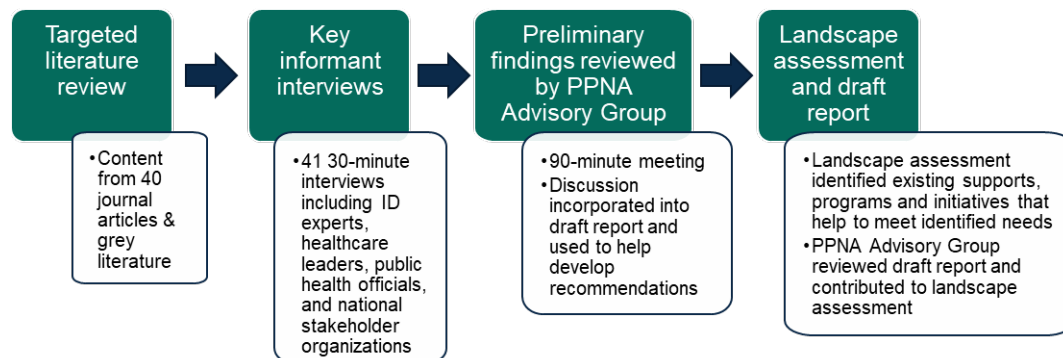 Targeted
literature
review
•Content
from 40
journal
articles &
grey
literature
Key
informant
interviews
•41 30-minute
interviews
including ID
experts,
healthcare
leaders, public
health officials,
and national
stakeholder
organizations
Preliminary
findings reviewed
by PPNA
Advisory Group
•90-minute meeting
•Discussion
incorporated into
draft report and
used to help
develop
recommendations
Landscape
assessment
and draft
report
•Landscape assessment
identified existing supports,
programs and initiatives that
help to meet identified needs
•PPNA Advisory Group
reviewed draft report and
contributed to landscape
assessment